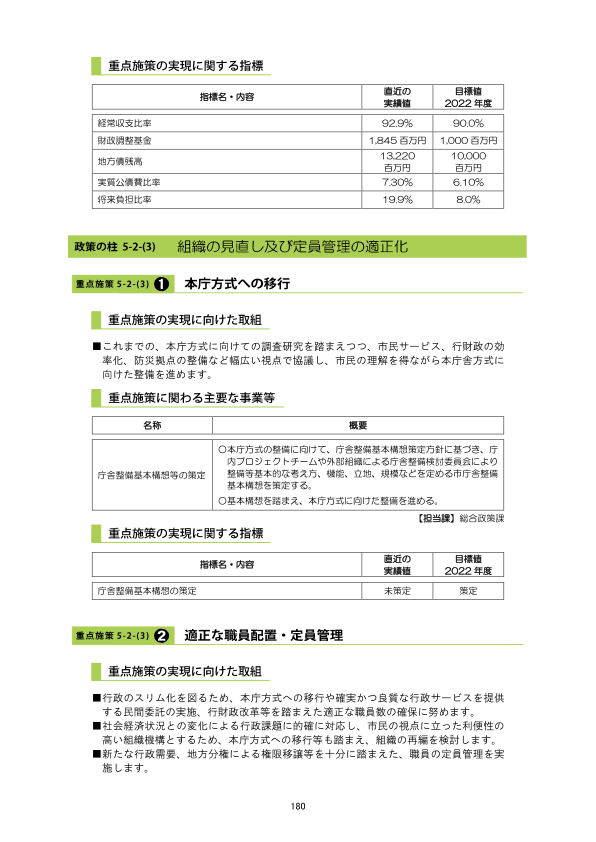 重点施策の実現に関する指標
指標名・内容
直近の
実績値
目標値
2022 年度
経常収支比率 92.9% 90.0%
財政調整基金 1,845 百万円 1,000 百万円
地方債残高 13,220 百万円 10,000 百万円
実質公債費比率 7.30% 6.10%
将来負担比率 19.9% 8.0%
政策の柱 5-2-(3) 組織の見直し及び定員管理の適正化
重点施策 5-2-(3) ❶ 本庁方式への移行
重点施策の実現に向けた取組
■これまでの、本庁方式に向けての調査研究を踏まえつつ、市民サービス、行財政の効
率化、防災拠点の整備など幅広い視点で協議し、市民の理解を得ながら本庁舎方式に
向けた整備を進めます。
重点施策に関わる主要な事業等
名称 概要
庁舎整備基本構想等の策定
○本庁方式の整備に向けて、庁舎整備基本構想策定方針に基づき、庁
内プロジェクトチームや外部組織による庁舎整備検討委員会により
整備等基本的な考え方、機能、立地、規模などを定める市庁舎整備
基本構想を策定する。
○基本構想を踏まえ、本庁方式に向けた整備を進める。
【担当課】総合政策課
重点施策の実現に関する指標
指標名・内容
直近の
実績値
目標値
2022 年度
庁舎整備基本構想の策定 未策定 策定
重点施策 5-2-(3) ❷ 適正な職員配置・定員管理
重点施策の実現に向けた取組
■行政のスリム化を図るため、本庁方式への移行や確実かつ良質な行政サービスを提供
する民間委託の実施、行財政改革等を踏まえた適正な職員数の確保に努めます。
■社会経済状況との変化による行政課題に的確に対応し、市民の視点に立った利便性の
高い組織機構とするため、本庁方式への移行等も踏まえ、組織の再編を検討します。
■新たな行政需要、地方分権による権限移譲等を十分に踏まえた、職員の定員管理を実
施します。
180